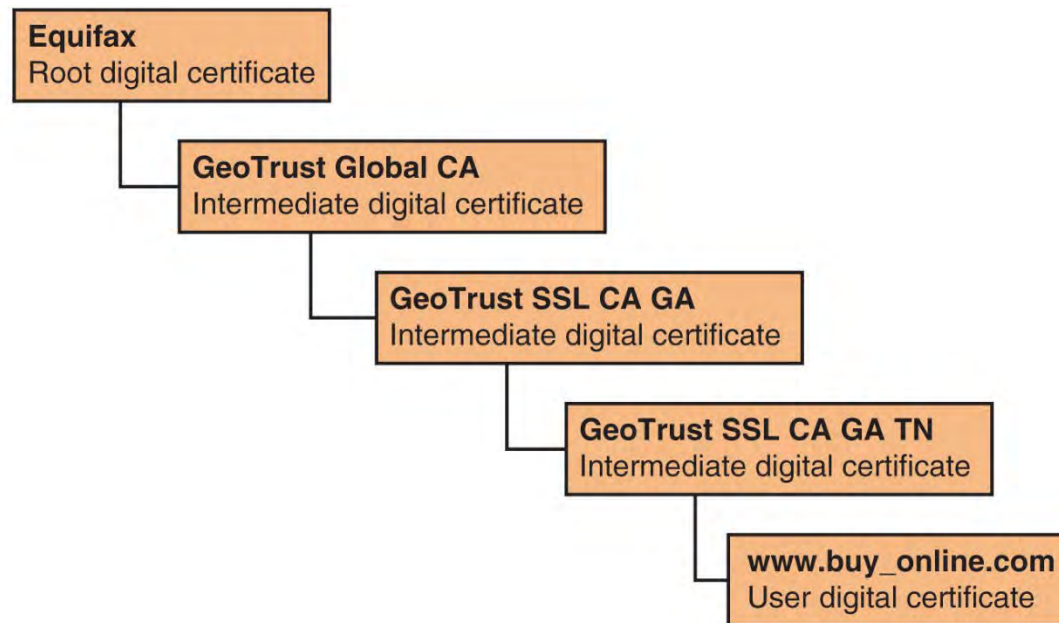 Equifax
Root digital certificate
GeoTrust Global CA
Intermediate digital certificate
GeoTrust SSL CA GA
Intermediate digital certificate
GeoTrust SSL CA GA TN
Intermediate digital certificate
www.buy_online.com
User digital certificate